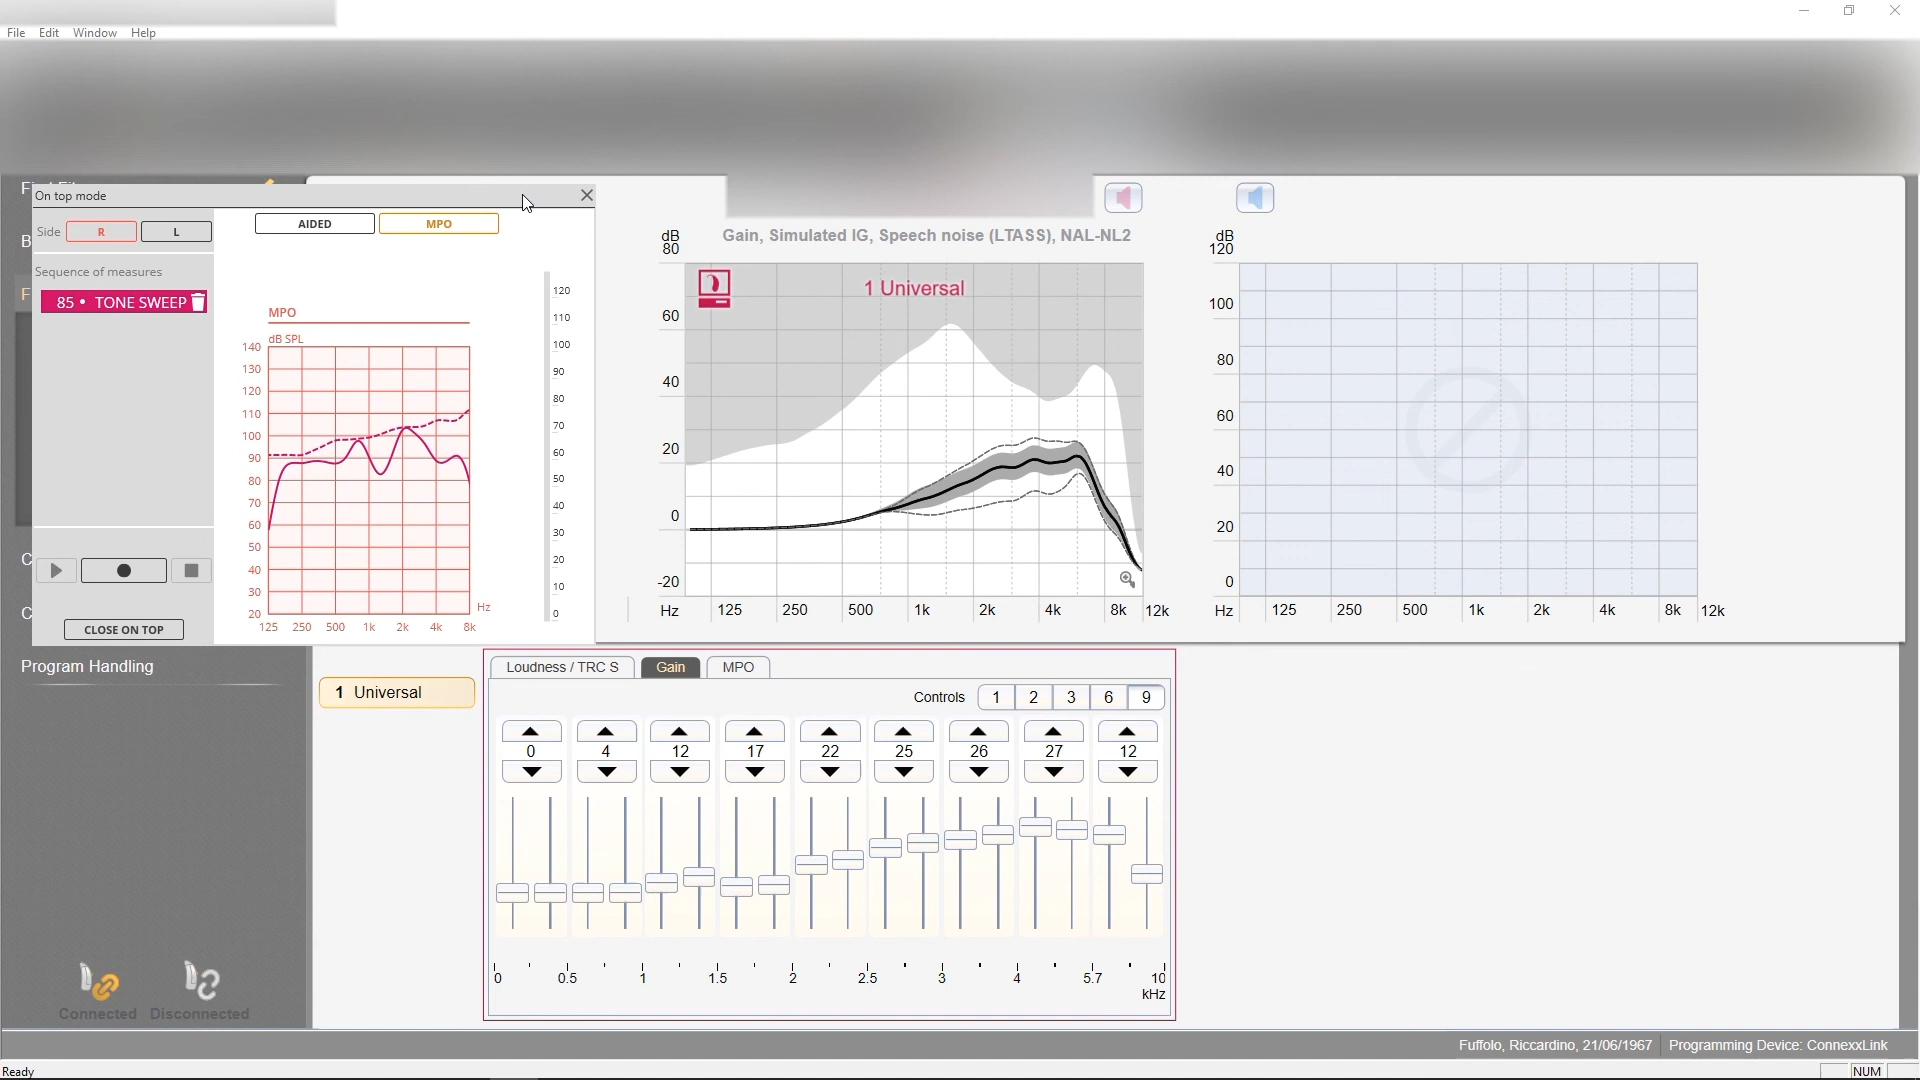 File Edit Window Help
On top mode
Side R L
AIDED MPO
Sequence of measures
85 • TONE SWEEP
MPO
dB SPL
140
130
120
110
100
90
80
70
60
50
40
30
20
125 250 500 1k 2k 4k 8k
Hz
120
110
100
90
80
70
60
50
40
30
20
10
0
CLOSE ON TOP
Gain, Simulated IG, Speech noise (LTASS), NAL-NL2
1 Universal
dB
80
60
40
20
0
-20
Hz 125 250 500 1k 2k 4k 8k 12k
dB
120
100
80
60
40
20
0
Hz 125 250 500 1k 2k 4k 8k 12k
Program Handling
1 Universal
Loudness / TRC S Gain MPO
Controls 1 2 3 6 9
0 4 12 17 22 25 26 27 12
0 0.5 1 1.5 2 2.5 3 4 5.7 10
kHz
Connected Disconnected
Fuffolo, Riccardino, 21/06/1967 Programming Device: ConnexxLink
Ready NUM